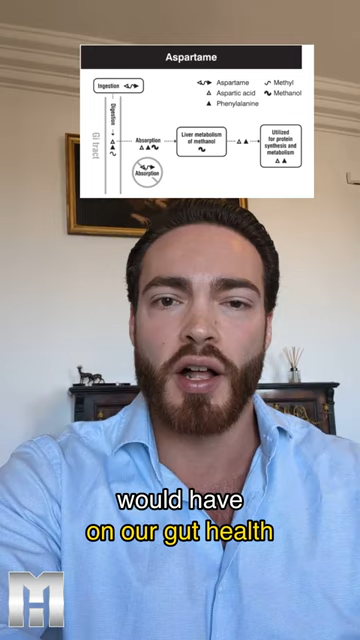 Aspartame
Ingestion
Aspartame
Methyl
Aspartic acid
Methanol
Phenylalanine
Digestion
GI tract
Absorption
Absorption
Liver metabolism
of methanol
Utilized
for protein
synthesis and
metabolism
would have
on our gut health
MH